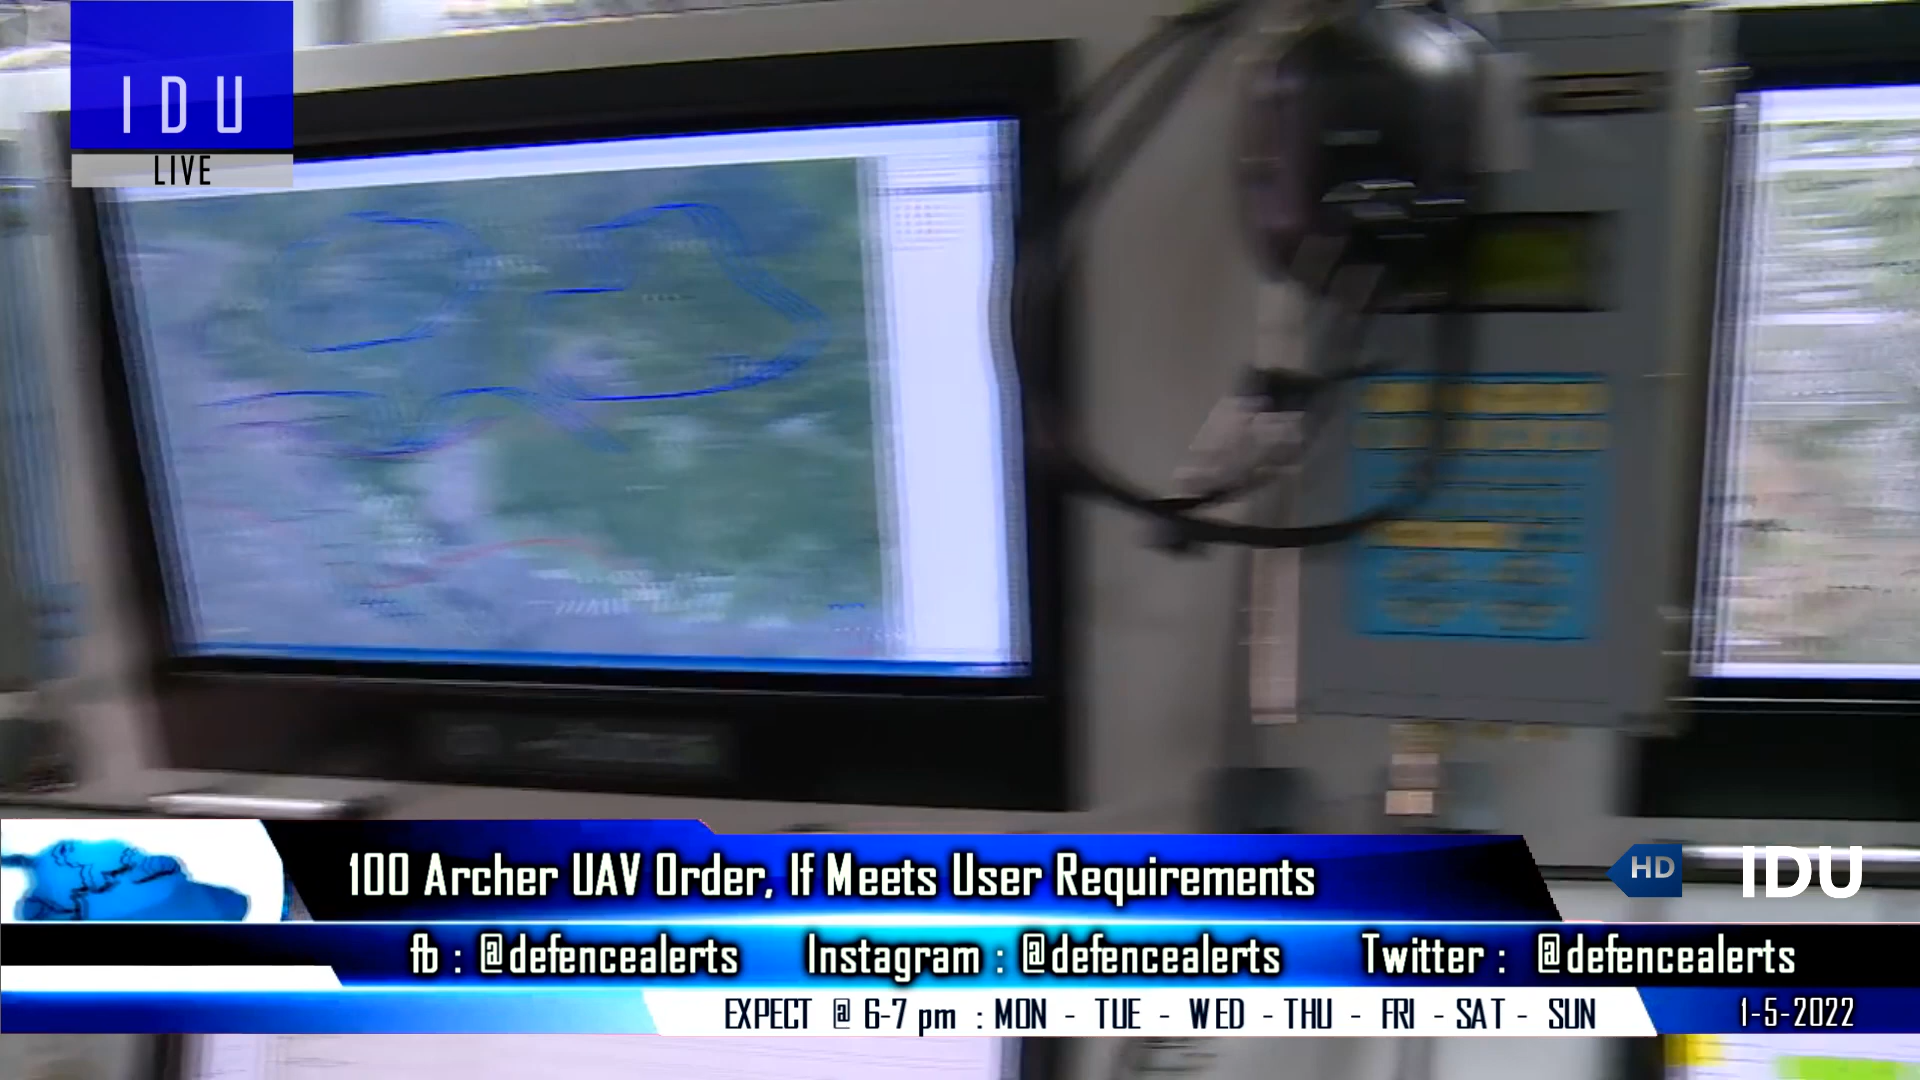 IDU
LIVE
100 Archer UAV Order, If Meets User Requirements
HD IDU
fb : @defencealerts Instagram : @defencealerts Twitter : @defencealerts
EXPECT @ 6-7 pm : MON - TUE - WED - THU - FRI - SAT - SUN 1-5-2022